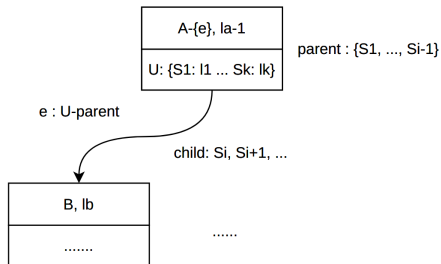 A-{e}, la-1
U: {S1: l1 ... Sk: lk}
parent : {S1, ..., Si-1}
e : U-parent
child: Si, Si+1, ...
B, lb
.......
......